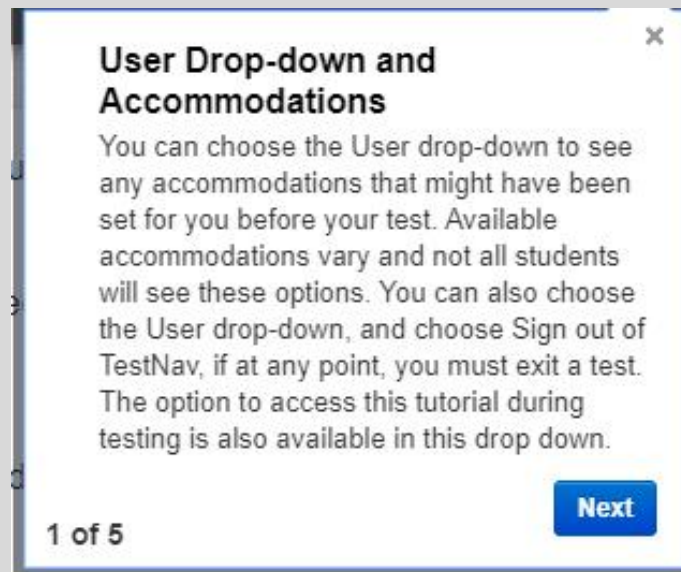 ×
User Drop-down and
Accommodations
You can choose the User drop-down to see
any accommodations that might have been
set for you before your test. Available
accommodations vary and not all students
will see these options. You can also choose
the User drop-down, and choose Sign out of
TestNav, if at any point, you must exit a test.
The option to access this tutorial during
testing is also available in this drop down.
Next
1 of 5